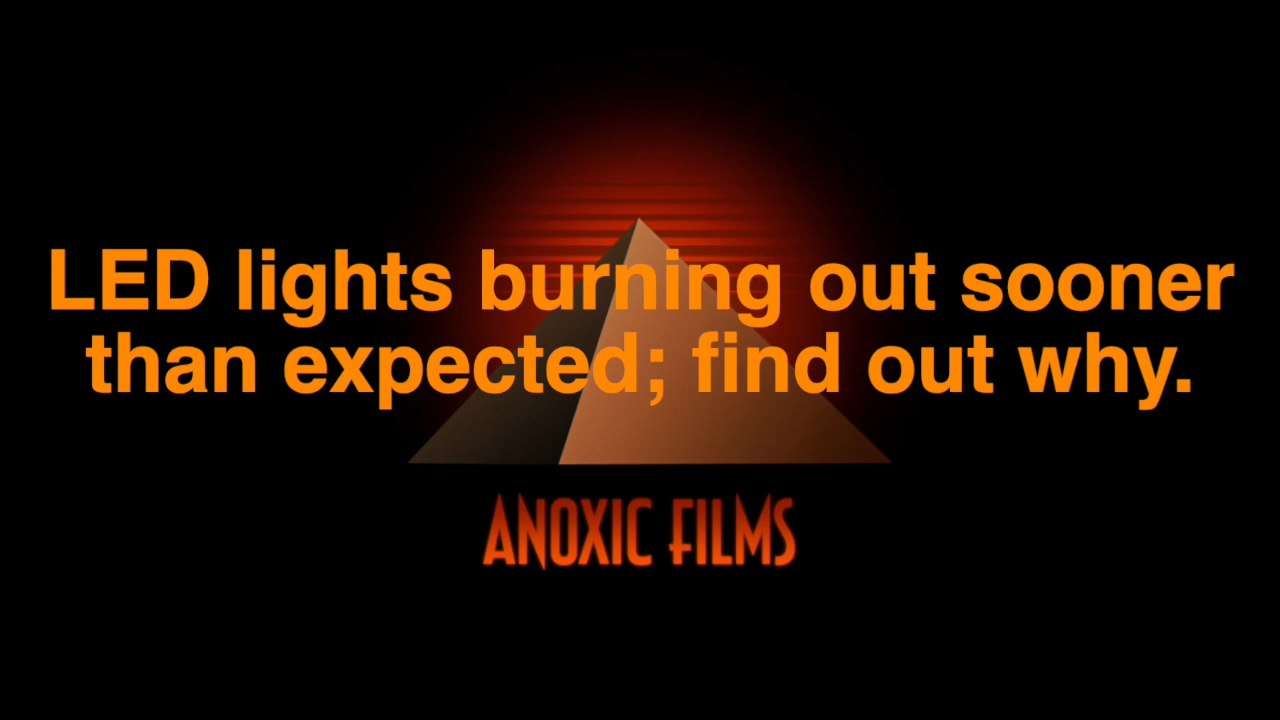 LED lights burning out sooner
than expected; find out why.
ANOXIC FILMS